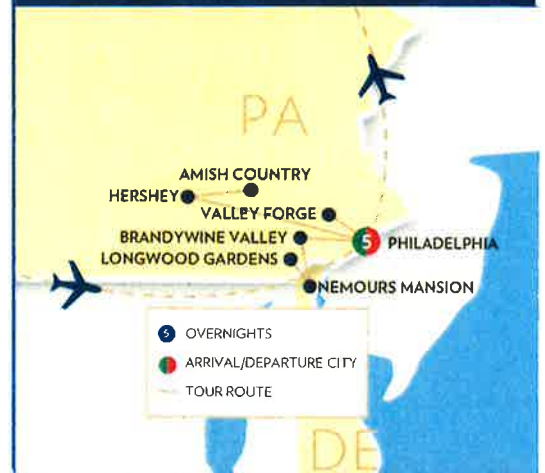 PA
AMISH COUNTRY
HERSHEY
VALLEY FORGE
BRANDYWINE VALLEY
5 PHILADELPHIA
LONGWOOD GARDENS
NEMOURS MANSION
5 OVERNIGHTS
ARRIVAL/DEPARTURE CITY
TOUR ROUTE
DE